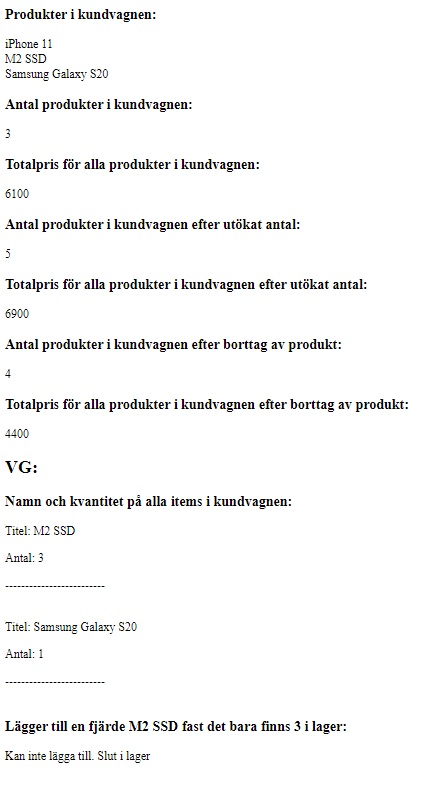 Produkter i kundvagnen:
iPhone 11
M2 SSD
Samsung Galaxy S20
Antal produkter i kundvagnen:
3
Totalpris för alla produkter i kundvagnen:
6100
Antal produkter i kundvagnen efter utökat antal:
5
Totalpris för alla produkter i kundvagnen efter utökat antal:
6900
Antal produkter i kundvagnen efter borttag av produkt:
4
Totalpris för alla produkter i kundvagnen efter borttag av produkt:
4400
VG:
Namn och kvantitet på alla items i kundvagnen:
Titel: M2 SSD
Antal: 3
-------------------------
Titel: Samsung Galaxy S20
Antal: 1
-------------------------
Lägger till en fjärde M2 SSD fast det bara finns 3 i lager:
Kan inte lägga till. Slut i lager